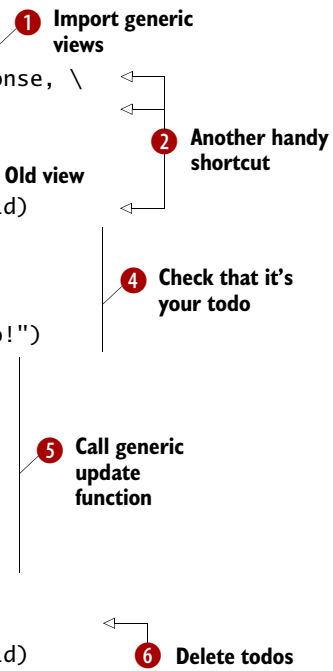 1 Import generic
views
onse, \
2 Another handy
shortcut
Old view
d)
4 Check that it's
your todo
o!")
5 Call generic
update
function
d)
6 Delete todos